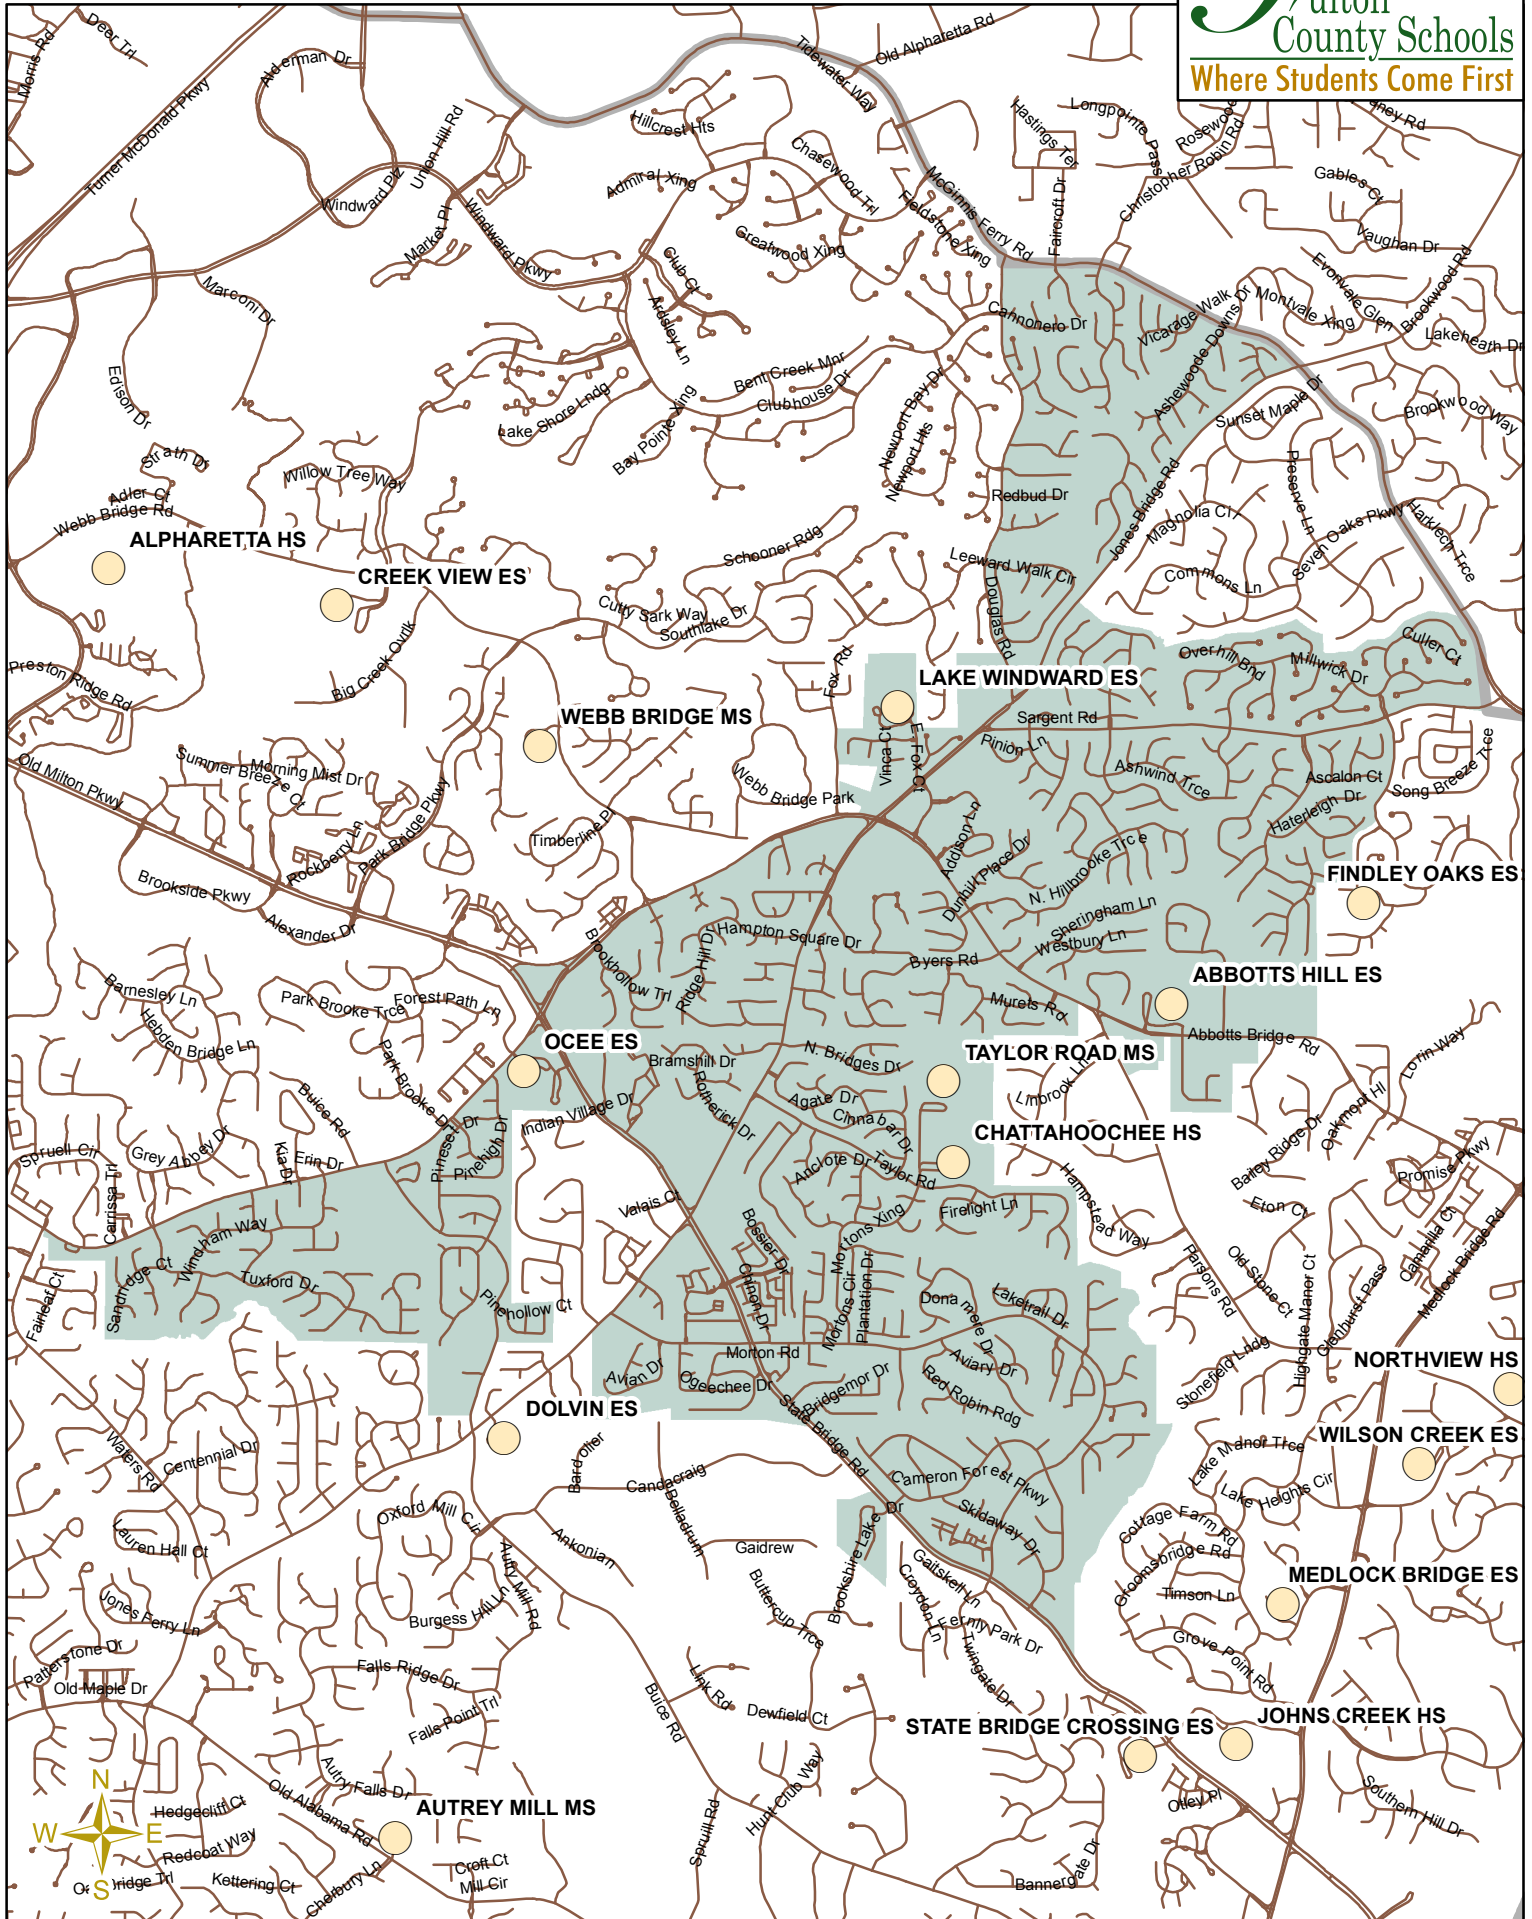 Fulton
County Schools
Where Students Come First
Deer Trl
Morris Rd
Alderman Dr
Turner McDonald Pkwy
Union Hill Rd
Windward Plz
Market Pl
Windward Pkwy
Hillcrest Hts
Admiral Xing
Tidewater Way
Old Alpharetta Rd
Chasewood Trl
Greatwood Xing
Fieldstone Xing
McGinnis Ferry Rd
Hastings Ter
Longpointe Pass
Faircroft Dr
Christopher Robin Rd
Gables Ct
Vaughan Dr
Evonvale Glen
Brookwood Rd
Montvale Xing
Lakeheath Dr
Vicarage Walk
Ashewoode Downs Dr
Cannonero Dr
Marconi Dr
Club Ct
Ardsley Ln
Edison Dr
Lake Shore Lndg
Bay Pointe Xing
Bent Creek Mnr
Clubhouse Dr
Newport Bay Dr
Newport Hts
Sunset Maple Dr
Brookwood Way
Strath Dr
Adler Ct
Webb Bridge Rd
Willow Tree Way
Redbud Dr
Jones Bridge Rd
Magnolia Cir
Preserve Ln
Seven Oaks Pkwy
Harklech Trce
ALPHARETTA HS
CREEK VIEW ES
Schooner Rdg
Leeward Walk Cir
Commons Ln
Cutty Sark Way
Southlake Dr
Douglas Rd
Big Creek Ovrlk
Preston Ridge Rd
Fox Rd
LAKE WINDWARD ES
Overhill Bnd
Millwick Dr
Culler Ct
WEBB BRIDGE MS
Sargent Rd
Pinion Ln
Vinca Ct
E. Fox Ct
Ashwind Trce
Ascalon Ct
Song Breeze Trce
Old Milton Pkwy
Summer Breeze Ct
Morning Mist Dr
Webb Bridge Park
Haterleigh Dr
Timberline Pl
Rockberry Ln
Park Bridge Pkwy
Addison Ln
Dunhill Place Dr
N. Hillbrooke Trce
FINDLEY OAKS ES
Brookside Pkwy
Alexander Dr
Sheringham Ln
Westbury Ln
Hampton Square Dr
Brookhollow Trl
Ridge Hill Dr
Byers Rd
ABBOTTS HILL ES
Barnesley Ln
Park Brooke Trce
Forest Path Ln
Murets Rd
Hebden Bridge Ln
OCEE ES
Bramshill Dr
N. Bridges Dr
TAYLOR ROAD MS
Abbotts Bridge Rd
Lorin Way
Park Brooke Dr
Rotherick Dr
Agate Dr
Cinnabar Dr
Linbrook Ln
Buice Rd
Indian Village Dr
CHATTAHOOCHEE HS
Oakmont Hl
Bailey Ridge Dr
Spruell Cir
Grey Abbey Dr
Kia Dr
Erin Dr
Pineset Dr
Pinehigh Dr
Anclote Dr
Taylor Rd
Promise Pkwy
Carrissa Trl
Valais Ct
Firelight Ln
Hampstead Way
Eton Ct
Windham Way
Bossler Dr
Mortons Xing
Oamarilla Ct
Medlock Bridge Rd
Sandridge Ct
Tuxford Dr
Chinon Dr
Mortons Cir
Plantation Dr
Donamere Dr
Laketrail Dr
Parsons Rd
Old Stone Ct
Highgate Manor Ct
Glenhurst Pass
Fairleaf Ct
Pinehollow Ct
Morton Rd
Avian Dr
Ogeechee Dr
Aviary Dr
Stonefield Lndg
NORTHVIEW HS
State Bridge Rd
Bridgemor Dr
Red Robin Rdg
DOLVIN ES
WILSON CREEK ES
Waters Rd
Centennial Dr
Bardolier
Candacraig
Cameron Forest Pkwy
Lake Manor Trce
Lake Heights Cir
Belladrum
Oxford Mill Cir
Brookshire Lake Dr
Skidaway Dr
Cottage Farm Rd
Lauren Hall Ct
Ankonian
Gaidrew
Gaitskell Ln
Groomsbridge Rd
MEDLOCK BRIDGE ES
Autry Mill Rd
Buttercup Trce
Croydon Ln
Timson Ln
Jones Ferry Ln
Burgess Hill Ln
Fernly Park Dr
Twingate Dr
Grove Point Rd
Patterstone Dr
Old Maple Dr
Falls Ridge Dr
Falls Point Trl
Link Rd
Dewfield Ct
Buice Rd
STATE BRIDGE CROSSING ES
JOHNS CREEK HS
Autry Falls Dr
Old Alabama Rd
Hunt Club Way
Spruill Rd
Otley Pl
Southern Hill Dr
N
W
E
S
Hedgecliff Ct
AUTREY MILL MS
Redcoat Way
Kettering Ct
Cherbury Ln
Croft Ct
Mill Cir
Bannergate Dr